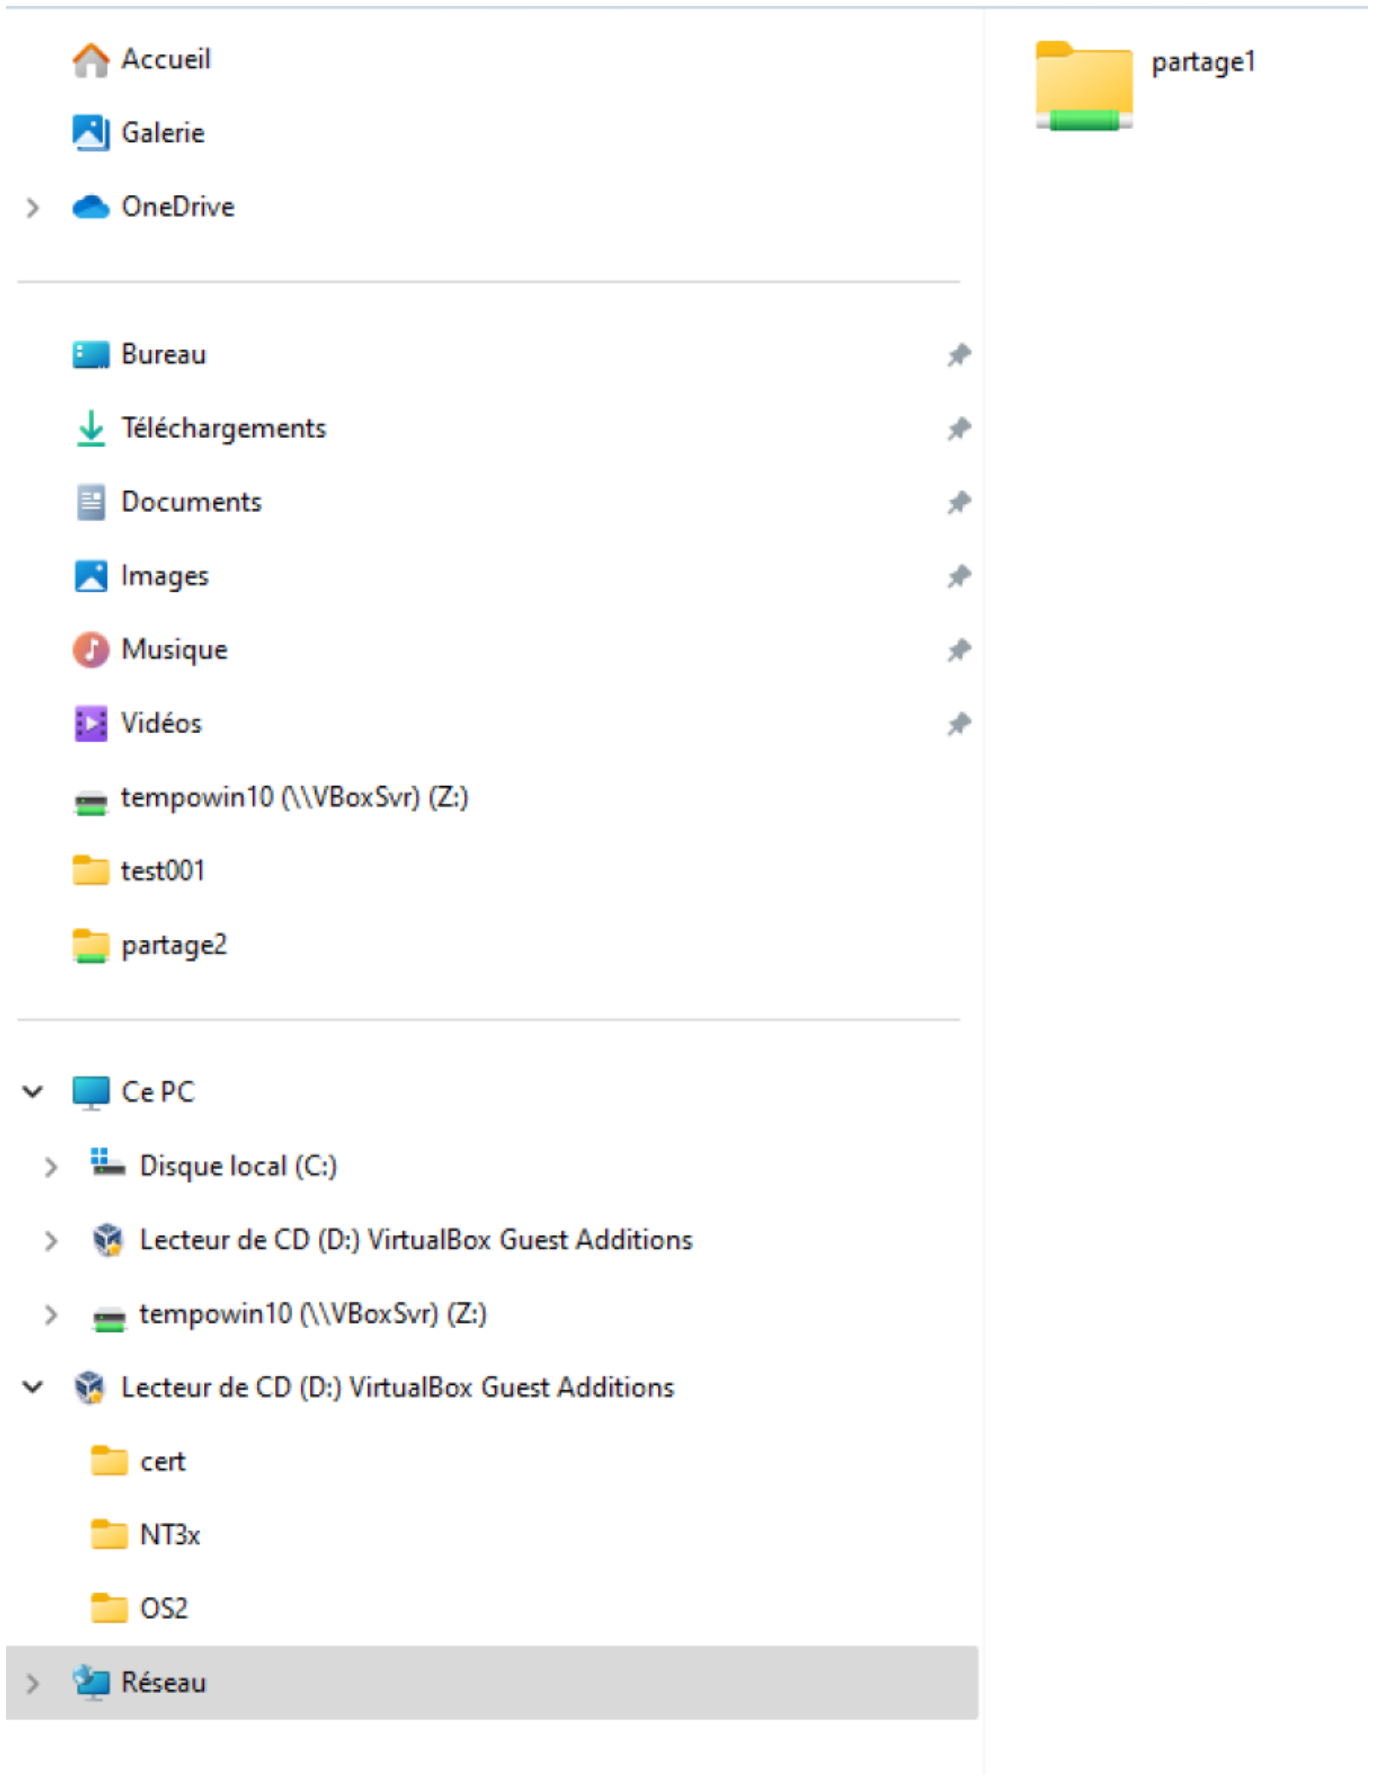 Accueil
Galerie
OneDrive
Bureau
Téléchargements
Documents
Images
Musique
Vidéos
tempowin10 (\\VBoxSvr) (Z:)
test001
partage2
Ce PC
Disque local (C:)
Lecteur de CD (D:) VirtualBox Guest Additions
tempowin10 (\\VBoxSvr) (Z:)
Lecteur de CD (D:) VirtualBox Guest Additions
cert
NT3x
OS2
Réseau
partage1